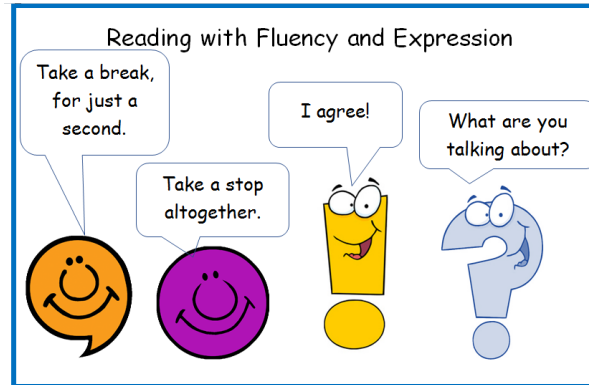 Reading with Fluency and Expression
Take a break,
for just a
second.
Take a stop
altogether.
I agree!
What are you
talking about?